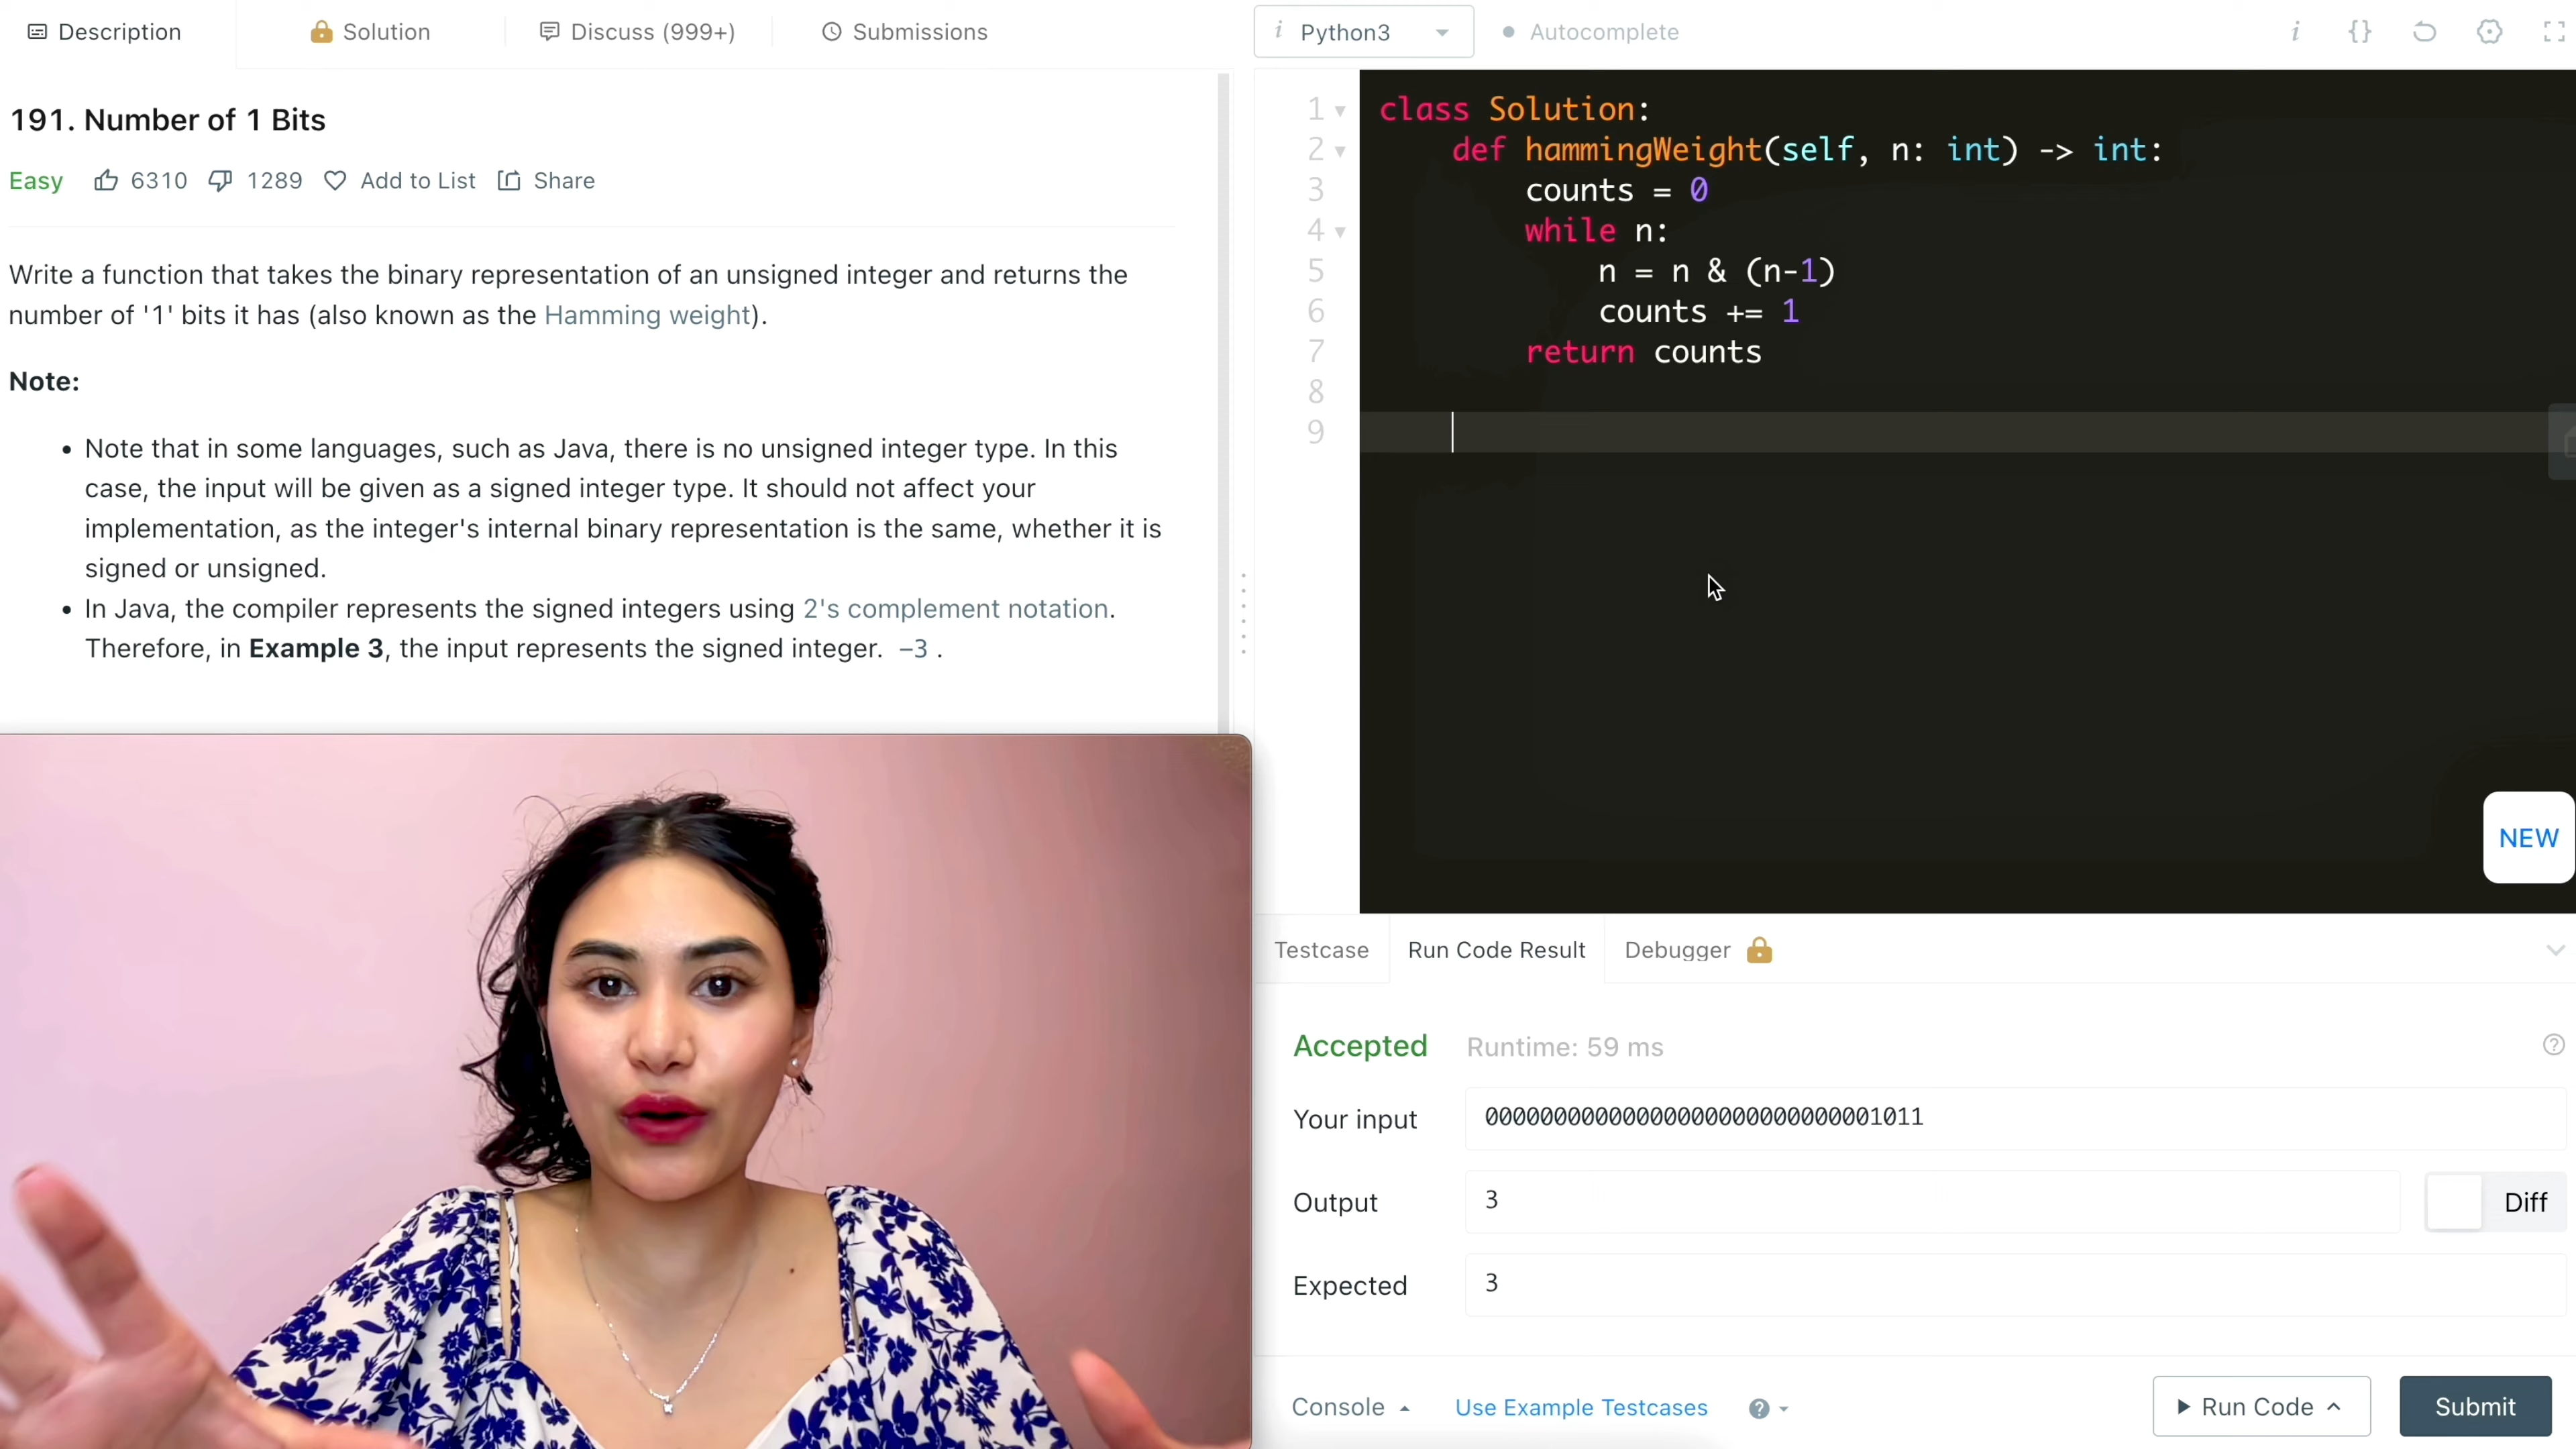 Description
Solution
Discuss (999+)
Submissions
i Python3
Autocomplete
i {}
191. Number of 1 Bits
Easy 6310 1289 Add to List Share
Write a function that takes the binary representation of an unsigned integer and returns the
number of '1' bits it has (also known as the Hamming weight).
Note:
• Note that in some languages, such as Java, there is no unsigned integer type. In this
case, the input will be given as a signed integer type. It should not affect your
implementation, as the integer's internal binary representation is the same, whether it is
signed or unsigned.
• In Java, the compiler represents the signed integers using 2's complement notation.
Therefore, in Example 3, the input represents the signed integer. -3 .
1 class Solution:
2 def hammingWeight(self, n: int) -> int:
3 counts = 0
4 while n:
5 n = n & (n-1)
6 counts += 1
7 return counts
8
9
NEW
Testcase
Run Code Result
Debugger
Accepted Runtime: 59 ms
Your input 00000000000000000000000000001011
Output 3
Diff
Expected 3
Console
Use Example Testcases
Run Code
Submit